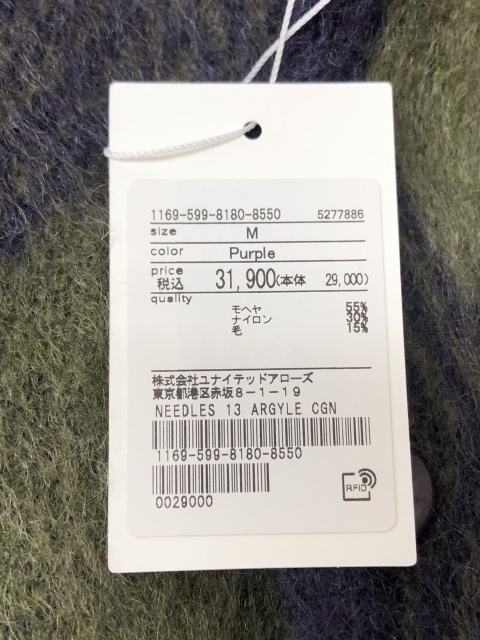 1169-599-8180-8550 5277886
size M
color Purple
price 税込 31,900(本体 29,000)
quality
モヘヤ 55%
ナイロン 30%
毛 15%
株式会社ユナイテッドアローズ
東京都港区赤坂8-1-19
NEEDLES 13 ARGYLE CGN
1169-599-8180-8550
0029000
RFID